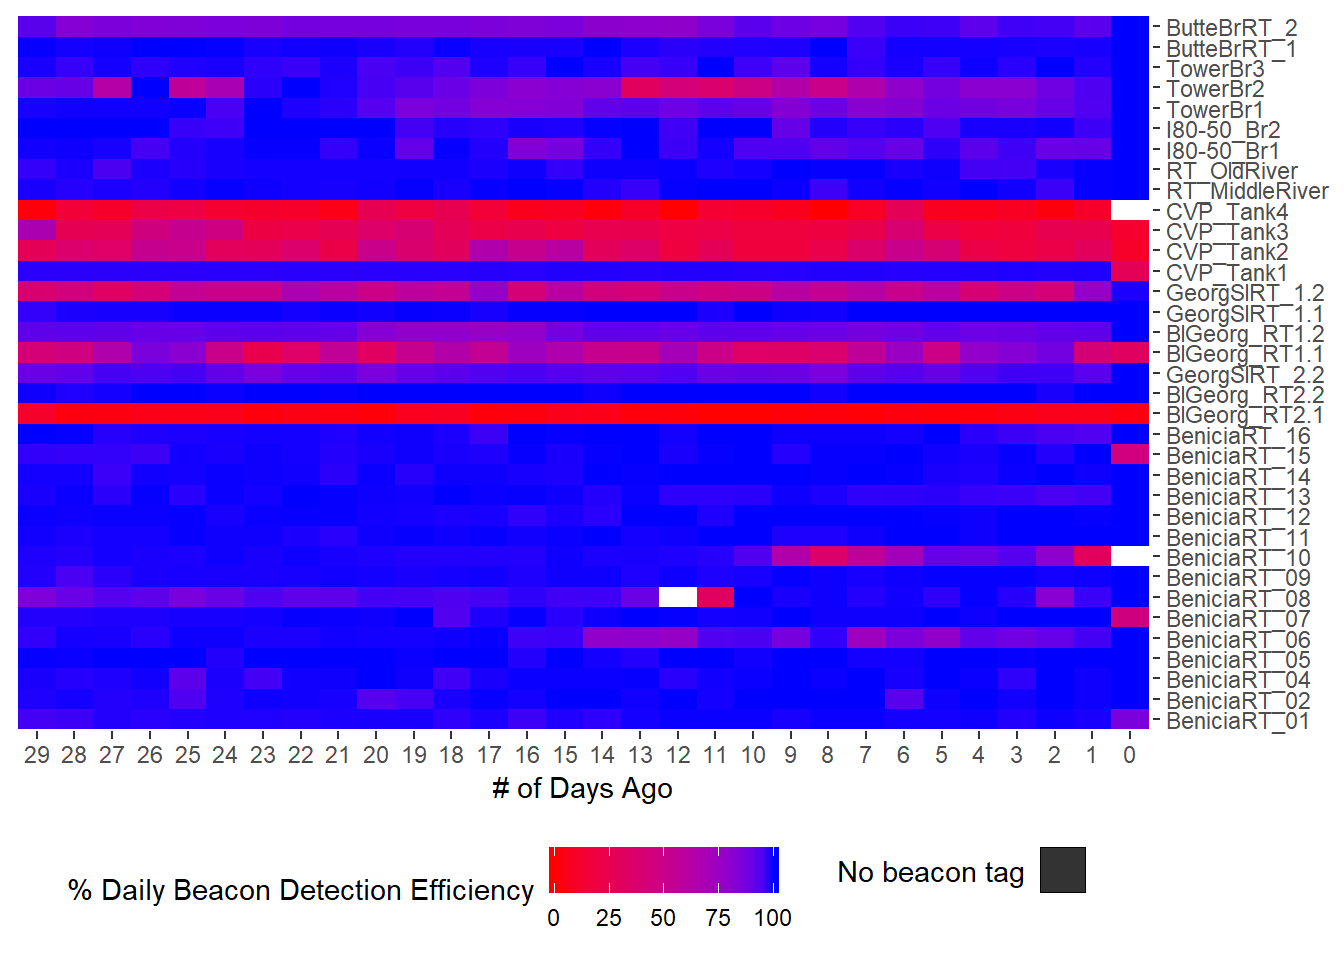 ButteBrRT_2
ButteBrRT_1
TowerBr3
TowerBr2
TowerBr1
I80-50_Br2
I80-50_Br1
RT_OldRiver
RT_MiddleRiver
CVP_Tank4
CVP_Tank3
CVP_Tank2
CVP_Tank1
GeorgSlRT_1.2
GeorgSlRT_1.1
BlGeorg_RT1.2
BlGeorg_RT1.1
GeorgSlRT_2.2
BlGeorg_RT2.2
BlGeorg_RT2.1
BeniciaRT_16
BeniciaRT_15
BeniciaRT_14
BeniciaRT_13
BeniciaRT_12
BeniciaRT_11
BeniciaRT_10
BeniciaRT_09
BeniciaRT_08
BeniciaRT_07
BeniciaRT_06
BeniciaRT_05
BeniciaRT_04
BeniciaRT_02
BeniciaRT_01
29 28 27 26 25 24 23 22 21 20 19 18 17 16 15 14 13 12 11 10 9 8 7 6 5 4 3 2 1 0
# of Days Ago
% Daily Beacon Detection Efficiency
0 25 50 75 100
No beacon tag